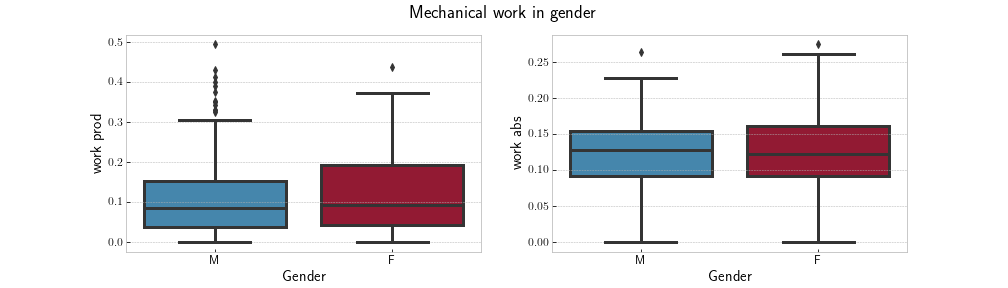 Mechanical work in gender
work prod
0.5
0.4
0.3
0.2
0.1
0.0
M F
Gender
work abs
0.25
0.20
0.15
0.10
0.05
0.00
M F
Gender